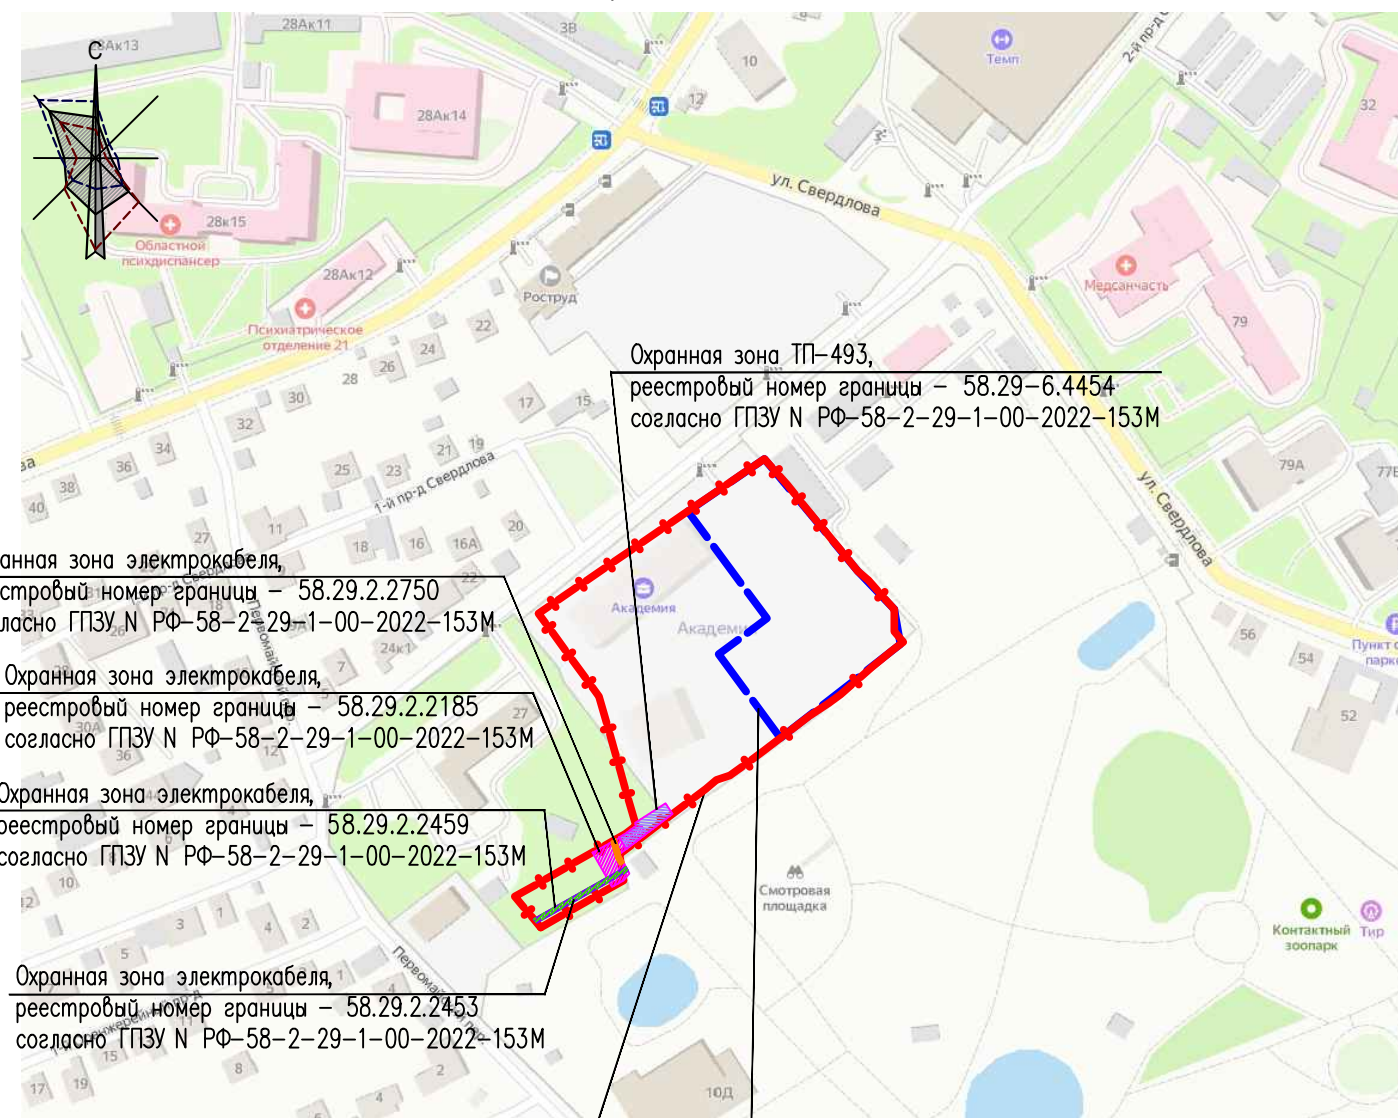 С
28Ак11
3В
10
12
Темп
2-й пр-д С
32
28Ак14
28к15
Областной
психдиспансер
28Ак12
Психиатрическое
отделение 21
Роструд
ул. Свердлова
Медсанчасть
79
22
24
26
28
30
32
34
36
38
40
17
15
19
21
23
25
27
1-й пр-д Свердлова
Охранная зона ТП-493,
реестровый номер границы - 58.29-6.4454
согласно ГПЗУ N РФ-58-2-29-1-00-2022-153М
79А
ул. Свердлова
11
18
16
16А
20
22
анная зона электрокабеля,
стровый номер границы - 58.29.2.2750
ласно ГПЗУ N РФ-58-2-29-1-00-2022-153М
26
24к1
7
Академия
Академи
56
54
52
Пункт
парк
Охранная зона электрокабеля,
реестровый номер границы - 58.29.2.2185
согласно ГПЗУ N РФ-58-2-29-1-00-2022-153М
27
30А
36
12
Охранная зона электрокабеля,
реестровый номер границы - 58.29.2.2459
согласно ГПЗУ N РФ-58-2-29-1-00-2022-153М
10
12
3
1
4
2
5
Смотровая
площадка
Контактный
зоопарк
Тир
Охранная зона электрокабеля,
реестровый номер границы - 58.29.2.2453
согласно ГПЗУ N РФ-58-2-29-1-00-2022-153М
15
17
19
8
2
4
10Д